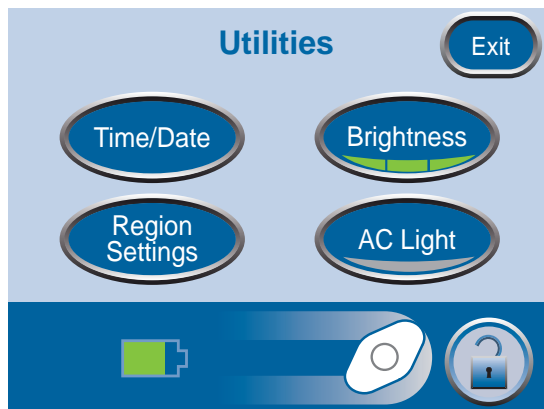 Utilities
Exit
Time/Date
Brightness
Region
Settings
AC Light